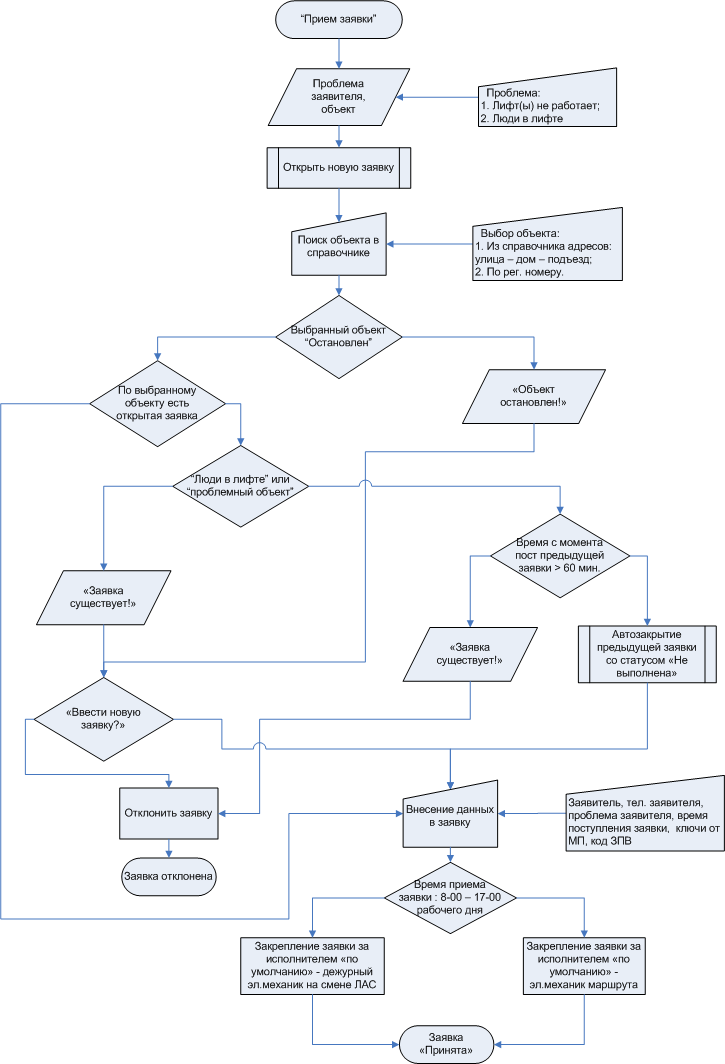 “Прием заявки”
Проблема
заявителя,
объект
Проблема:
1. Лифт(ы) не работает;
2. Люди в лифте
Открыть новую заявку
Поиск объекта в
справочнике
Выбор объекта:
1. Из справочника адресов:
улица – дом – подъезд;
2. По рег. номеру.
Выбранный объект
“Остановлен”
По выбранному
объекту есть
открытая заявка
«Объект
остановлен!»
“Люди в лифте” или
“проблемный объект”
Время с момента
пост предыдущей
заявки > 60 мин.
«Заявка
существует!»
«Заявка
существует!»
Автозакрытие
предыдущей заявки
со статусом «Не
выполнена»
«Ввести новую
заявку?»
Отклонить заявку
Внесение данных
в заявку
Заявитель, тел. заявителя,
проблема заявителя, время
поступления заявки, ключи от
МП, код ЗПВ
Заявка отклонена
Время приема
заявки : 8-00 – 17-00
рабочего дня
Закрепление заявки за
исполнителем «по
умолчанию» - дежурный
эл.механик на смене ЛАС
Закрепление заявки за
исполнителем «по
умолчанию» -
эл.механик маршрута
Заявка
«Принята»